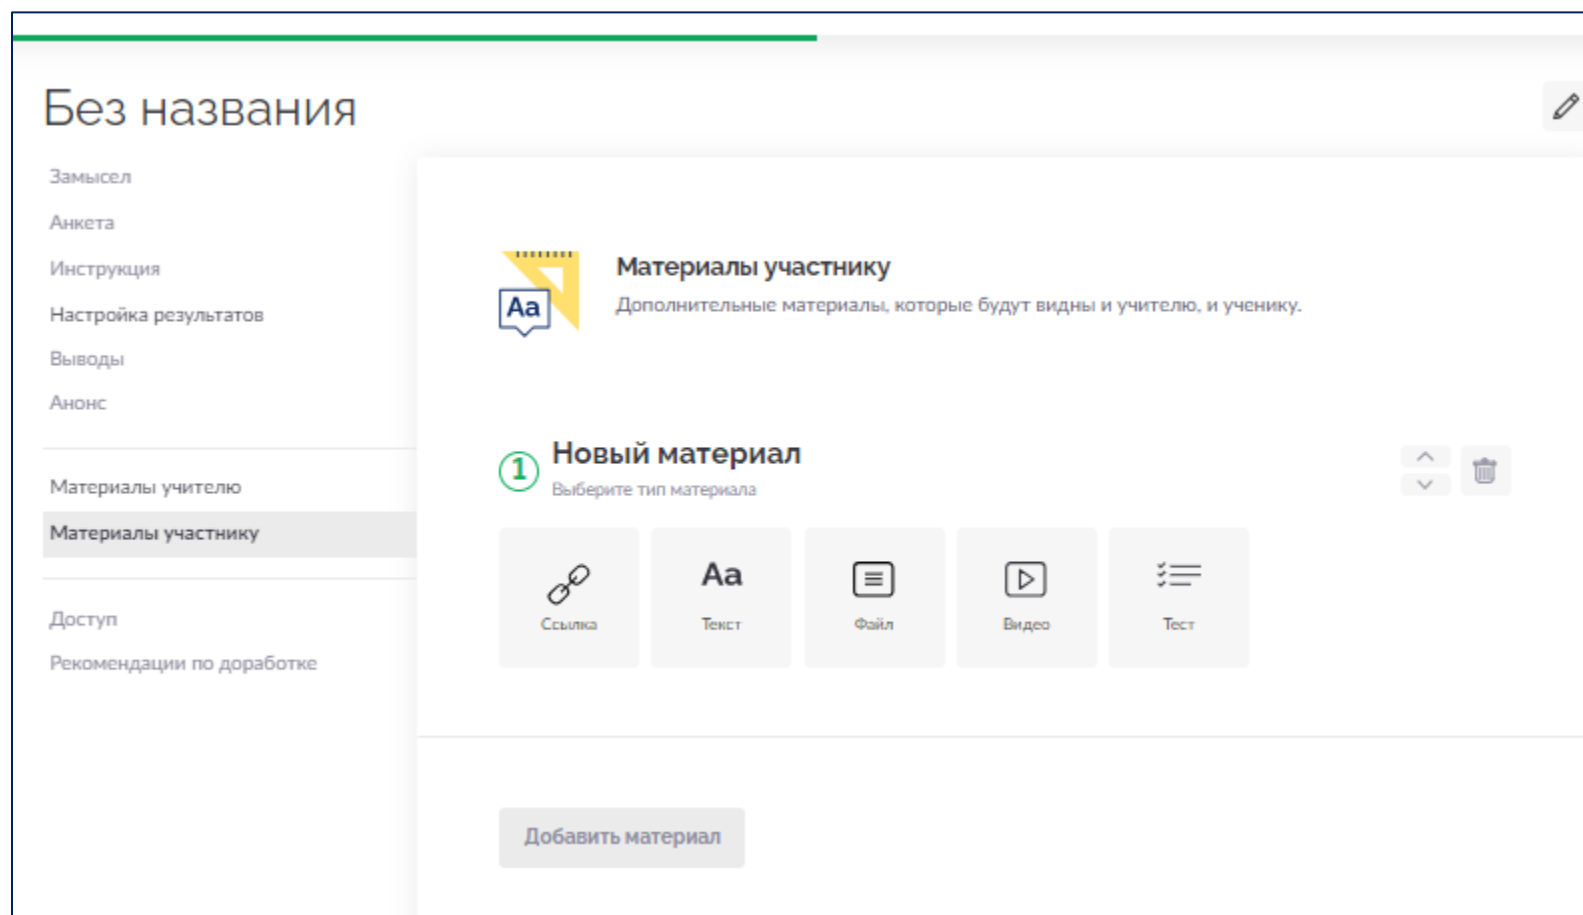 Без названия
Замысел
Анкета
Инструкция
Настройка результатов
Выводы
Анонс
Материалы учителю
Материалы участнику
Доступ
Рекомендации по доработке
Aa
Материалы участнику
Дополнительные материалы, которые будут видны и учителю, и ученику.
1
Новый материал
Выберите тип материала
Ссылка
Aa
Текст
Файл
Видео
Тест
Добавить материал